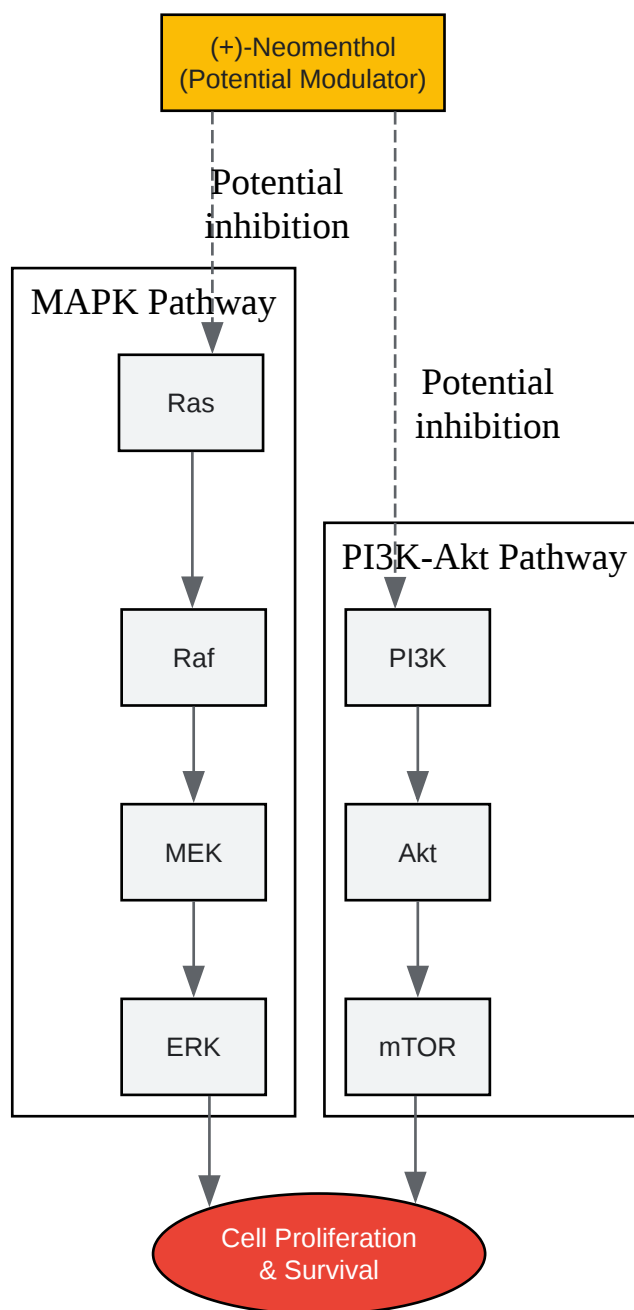 (+)-Neomenthol
(Potential Modulator)
Potential
inhibition
MAPK Pathway
Ras
Potential
inhibition
PI3K-Akt Pathway
Raf
PI3K
MEK
Akt
ERK
mTOR
Cell Proliferation
& Survival